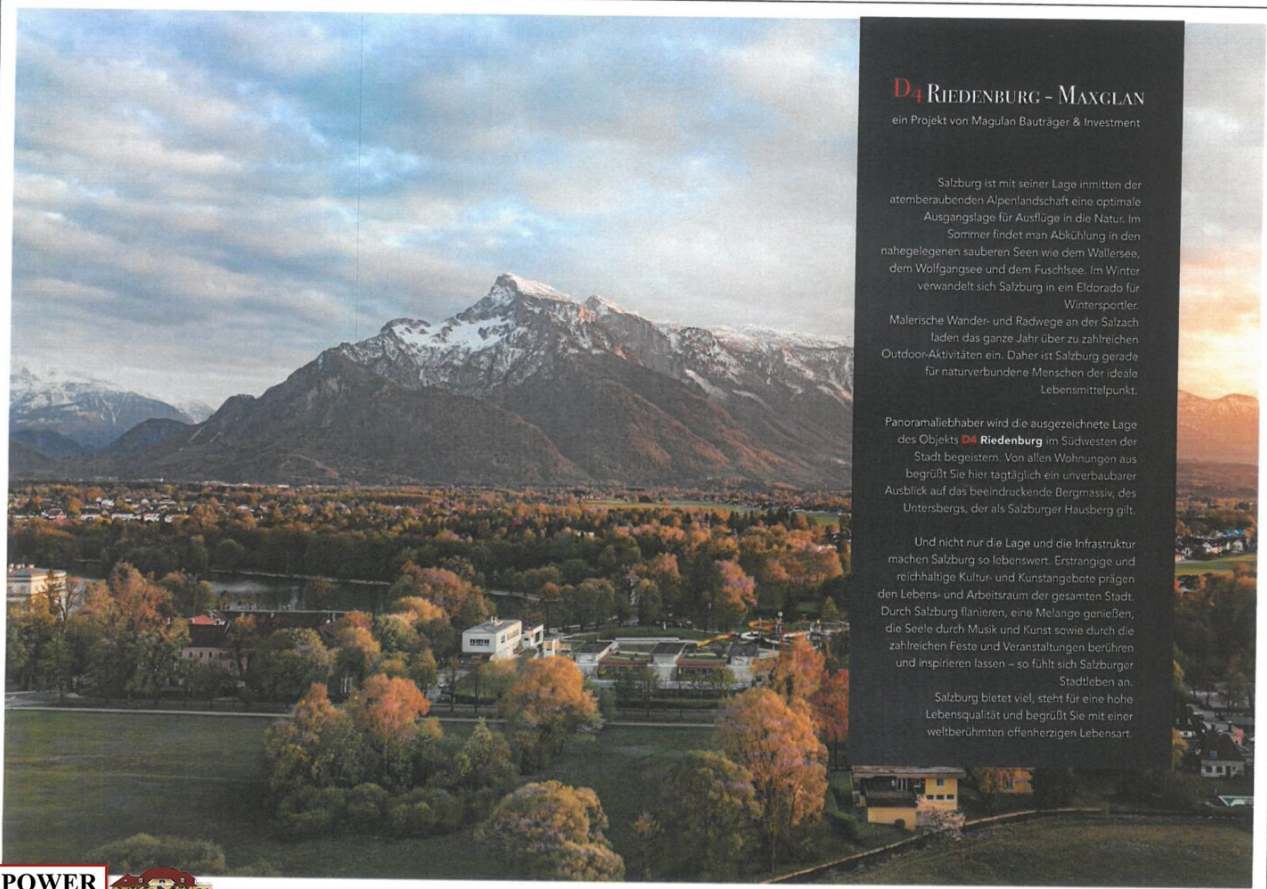 D4 RIEDENBURG - MAXGLAN
ein Projekt von Magulan Bauträger & Investment
Salzburg ist mit seiner Lage inmitten der
atemberaubenden Alpenlandschaft eine optimale
Ausgangslage für Ausflüge in die Natur. Im
Sommer findet man Abkühlung in den
nahegelegenen sauberen Seen wie dem Wallersee,
dem Wolfgangsee und dem Fuschlsee. Im Winter
verwandelt sich Salzburg in ein Eldorado für
Wintersportler.
Malerische Wander- und Radwege an der Salzach
laden das ganze Jahr über zu zahlreichen
Outdoor-Aktivitäten ein. Daher ist Salzburg gerade
für naturverbundene Menschen der ideale
Lebensmittelpunkt.
Panoramaliebhaber wird die ausgezeichnete Lage
des Objekts D4 Riedenburg im Südwesten der
Stadt begeistern. Von allen Wohnungen aus
begrüßt Sie hier tagtäglich ein unverbaubarer
Ausblick auf das beeindruckende Bergmassiv, des
Untersbergs, der als Salzburger Hausberg gilt.
Und nicht nur die Lage und die Infrastruktur
machen Salzburg so lebenswert. Erstrangige und
reichhaltige Kultur- und Kunstangebote prägen
den Lebens- und Arbeitsraum der gesamten Stadt.
Durch Salzburg flanieren, eine Melange genießen,
die Seele durch Musik und Kunst sowie durch die
zahlreichen Feste und Veranstaltungen berühren
und inspirieren lassen – so fühlt sich Salzburger
Stadtleben an.
Salzburg bietet viel, steht für eine hohe
Lebensqualität und begrüßt Sie mit einer
weltberühmten offenherzigen Lebensart.
POWER